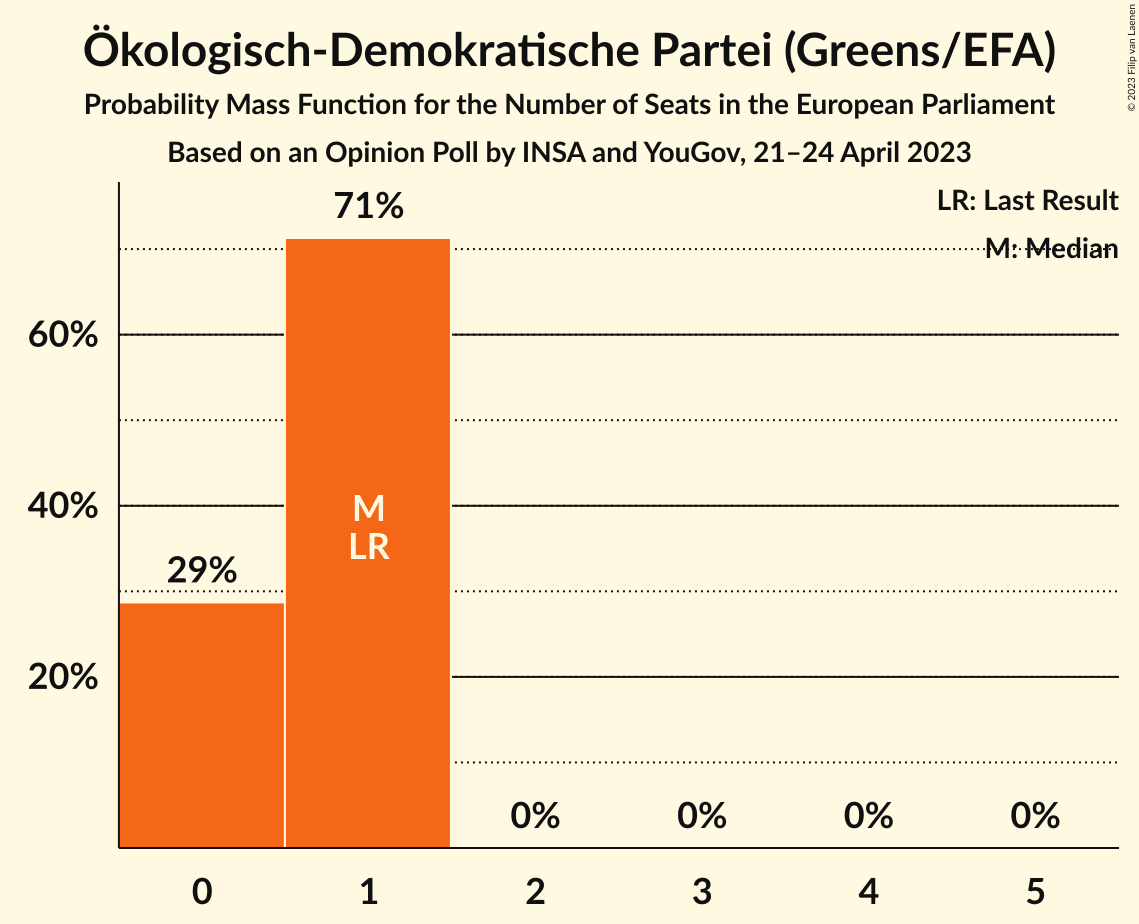 Ökologisch-Demokratische Partei (Greens/EFA)
Probability Mass Function for the Number of Seats in the European Parliament
Based on an Opinion Poll by INSA and YouGov, 21–24 April 2023
© 2023 Filip van Laenen
LR: Last Result
M: Median
71%
60%
40%
M
LR
29%
20%
0%
0%
0%
0%
0
1
2
3
4
5